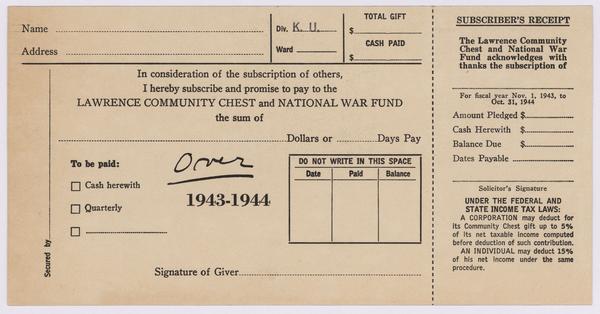 Name
Address
Div. K. U.
Ward
TOTAL GIFT
$
CASH PAID
$
In consideration of the subscription of others,
I hereby subscribe and promise to pay to the
LAWRENCE COMMUNITY CHEST and NATIONAL WAR FUND
the sum of
Dollars or Days Pay
To be paid:
Cash herewith
Quarterly
Over
1943-1944
DO NOT WRITE IN THIS SPACE
Date Paid Balance
Secured by
Signature of Giver
SUBSCRIBER'S RECEIPT
The Lawrence Community
Chest and National War
Fund acknowledges with
thanks the subscription of
For fiscal year Nov. 1, 1943, to
Oct. 31, 1944
Amount Pledged $
Cash Herewith $
Balance Due $
Dates Payable
Solicitor's Signature
UNDER THE FEDERAL AND
STATE INCOME TAX LAWS:
A CORPORATION may deduct for
its Community Chest gift up to 5%
of its net taxable income computed
before deduction of such contribution.
AN INDIVIDUAL may deduct 15%
of his net income under the same
procedure.